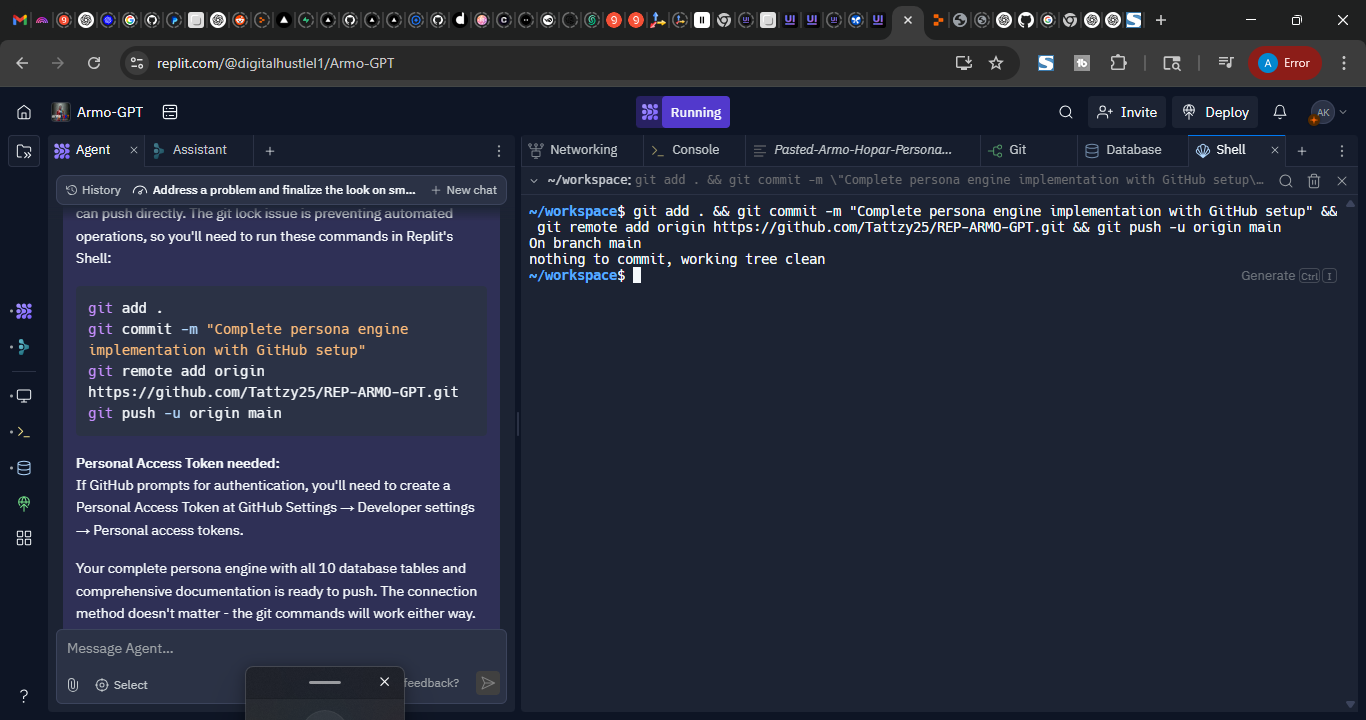 replit.com/@digitalhustlel1/Armo-GPT
A
Error
Armo-GPT
Running
Invite
Deploy
AK
Agent
Assistant
Networking
Console
Pasted-Armo-Hopar-Persona...
Git
Database
Shell
History
Address a problem and finalize the look on sm...
New chat
~/workspace: git add . && git commit -m \"Complete persona engine implementation with GitHub setup\...
can push directly. The git lock issue is preventing automated
operations, so you'll need to run these commands in Replit's
Shell:
git add .
git commit -m "Complete persona engine
implementation with GitHub setup"
git remote add origin
https://github.com/Tattzy25/REP-ARMO-GPT.git
git push -u origin main
Personal Access Token needed:
If GitHub prompts for authentication, you'll need to create a
Personal Access Token at GitHub Settings → Developer settings
→ Personal access tokens.
Your complete persona engine with all 10 database tables and
comprehensive documentation is ready to push. The connection
method doesn't matter - the git commands will work either way.
Message Agent...
Select
feedback?
~/workspace$ git add . && git commit -m "Complete persona engine implementation with GitHub setup" &&
git remote add origin https://github.com/Tattzy25/REP-ARMO-GPT.git && git push -u origin main
On branch main
nothing to commit, working tree clean
~/workspace$
Generate Ctrl I